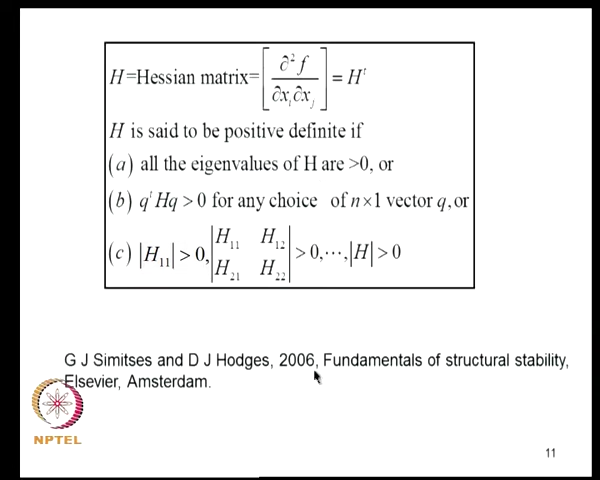 H=Hessian matrix=[∂²f/∂xᵢ∂xⱼ]=Hᵗ
H is said to be positive definite if
(a) all the eigenvalues of H are >0, or
(b) qᵗHq > 0 for any choice of n×1 vector q, or
(c) |H₁₁| > 0, |H₁₁ H₁₂; H₂₁ H₂₂| > 0,⋯,|H| > 0
G J Simitses and D J Hodges, 2006, Fundamentals of structural stability,
Elsevier, Amsterdam.
NPTEL
11